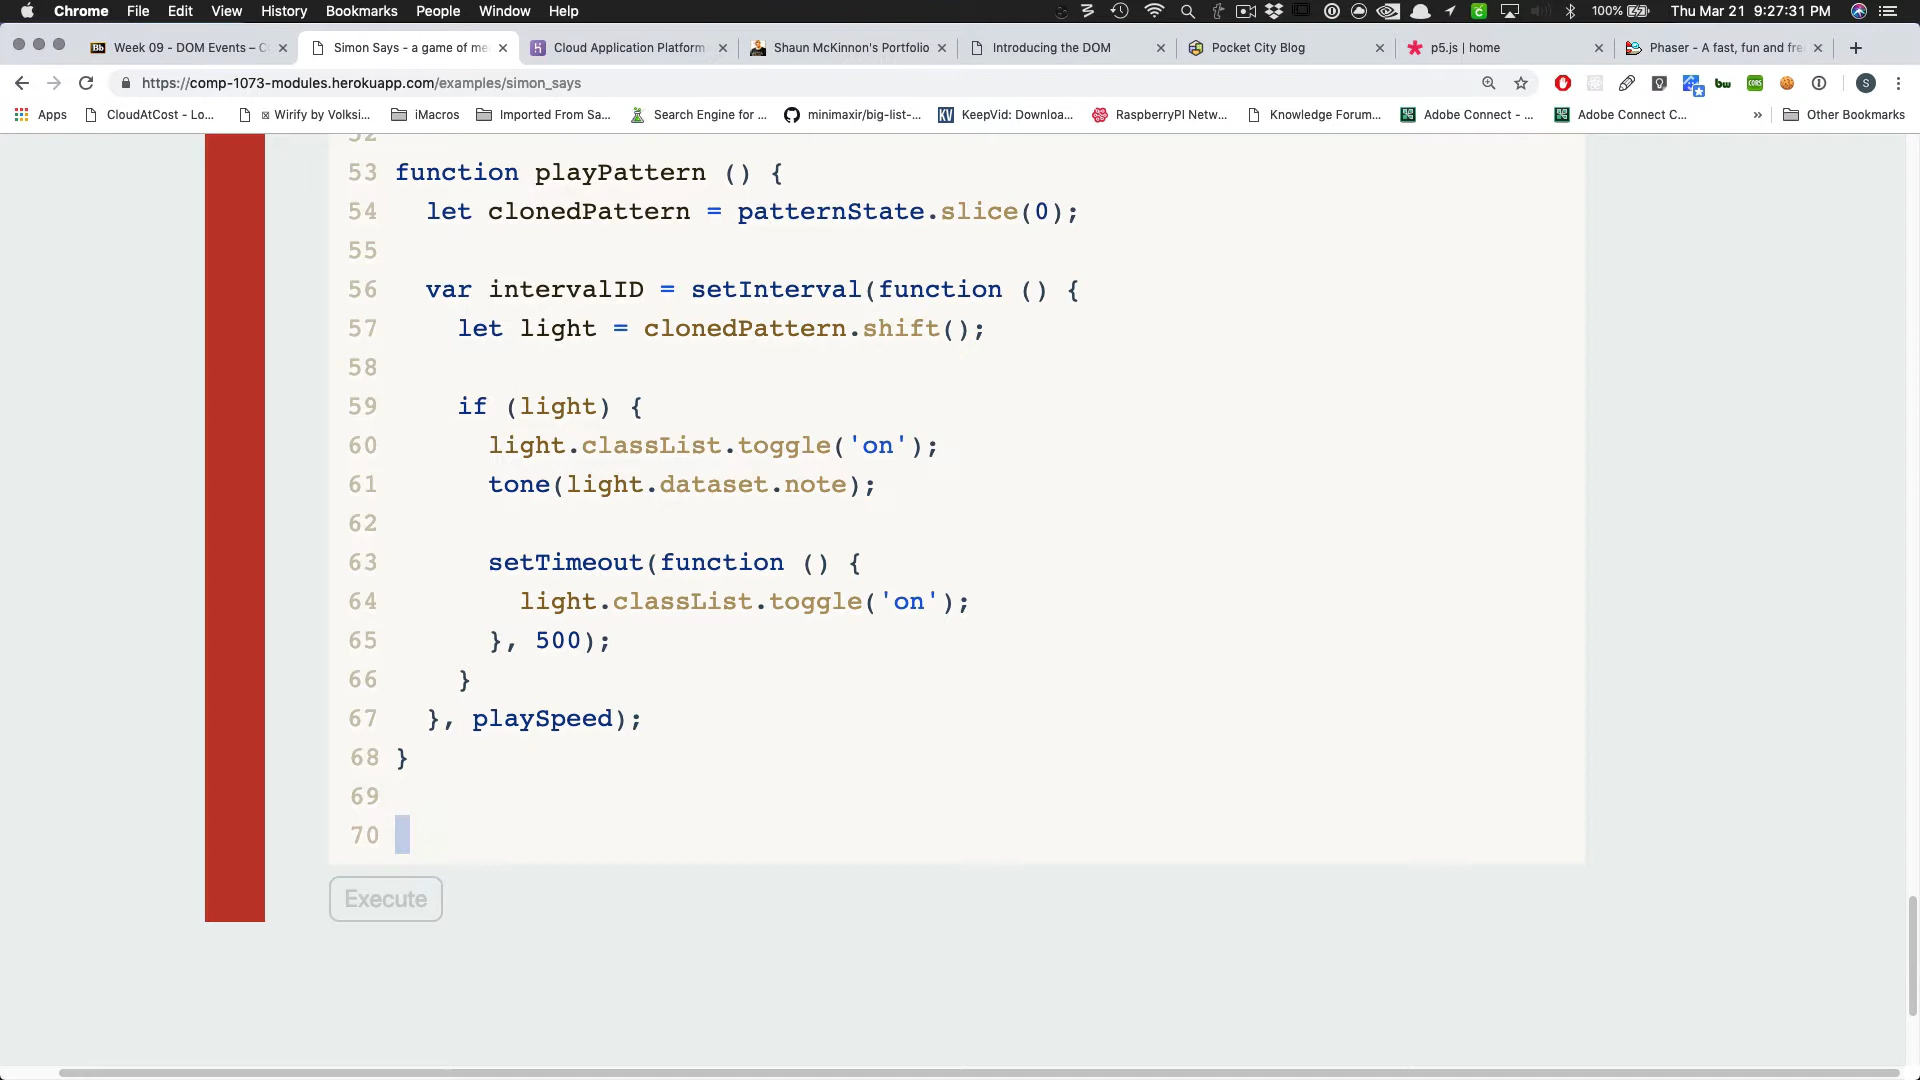 Chrome File Edit View History Bookmarks People Window Help 100% Thu Mar 21 9:27:31 PM
Week 09 - DOM Events – C Simon Says - a game of me Cloud Application Platform Shaun McKinnon's Portfolio Introducing the DOM Pocket City Blog p5.js | home Phaser - A fast, fun and fre
https://comp-1073-modules.herokuapp.com/examples/simon_says
Apps CloudAtCost - Lo... Wirify by Volksi... iMacros Imported From Sa... Search Engine for ... minimaxir/big-list-... KeepVid: Downloa... RaspberryPI Netw... Knowledge Forum... Adobe Connect - ... Adobe Connect C... » Other Bookmarks
52
53 function playPattern () {
54 let clonedPattern = patternState.slice(0);
55
56 var intervalID = setInterval(function () {
57 let light = clonedPattern.shift();
58
59 if (light) {
60 light.classList.toggle('on');
61 tone(light.dataset.note);
62
63 setTimeout(function () {
64 light.classList.toggle('on');
65 }, 500);
66 }
67 }, playSpeed);
68 }
69
70
Execute